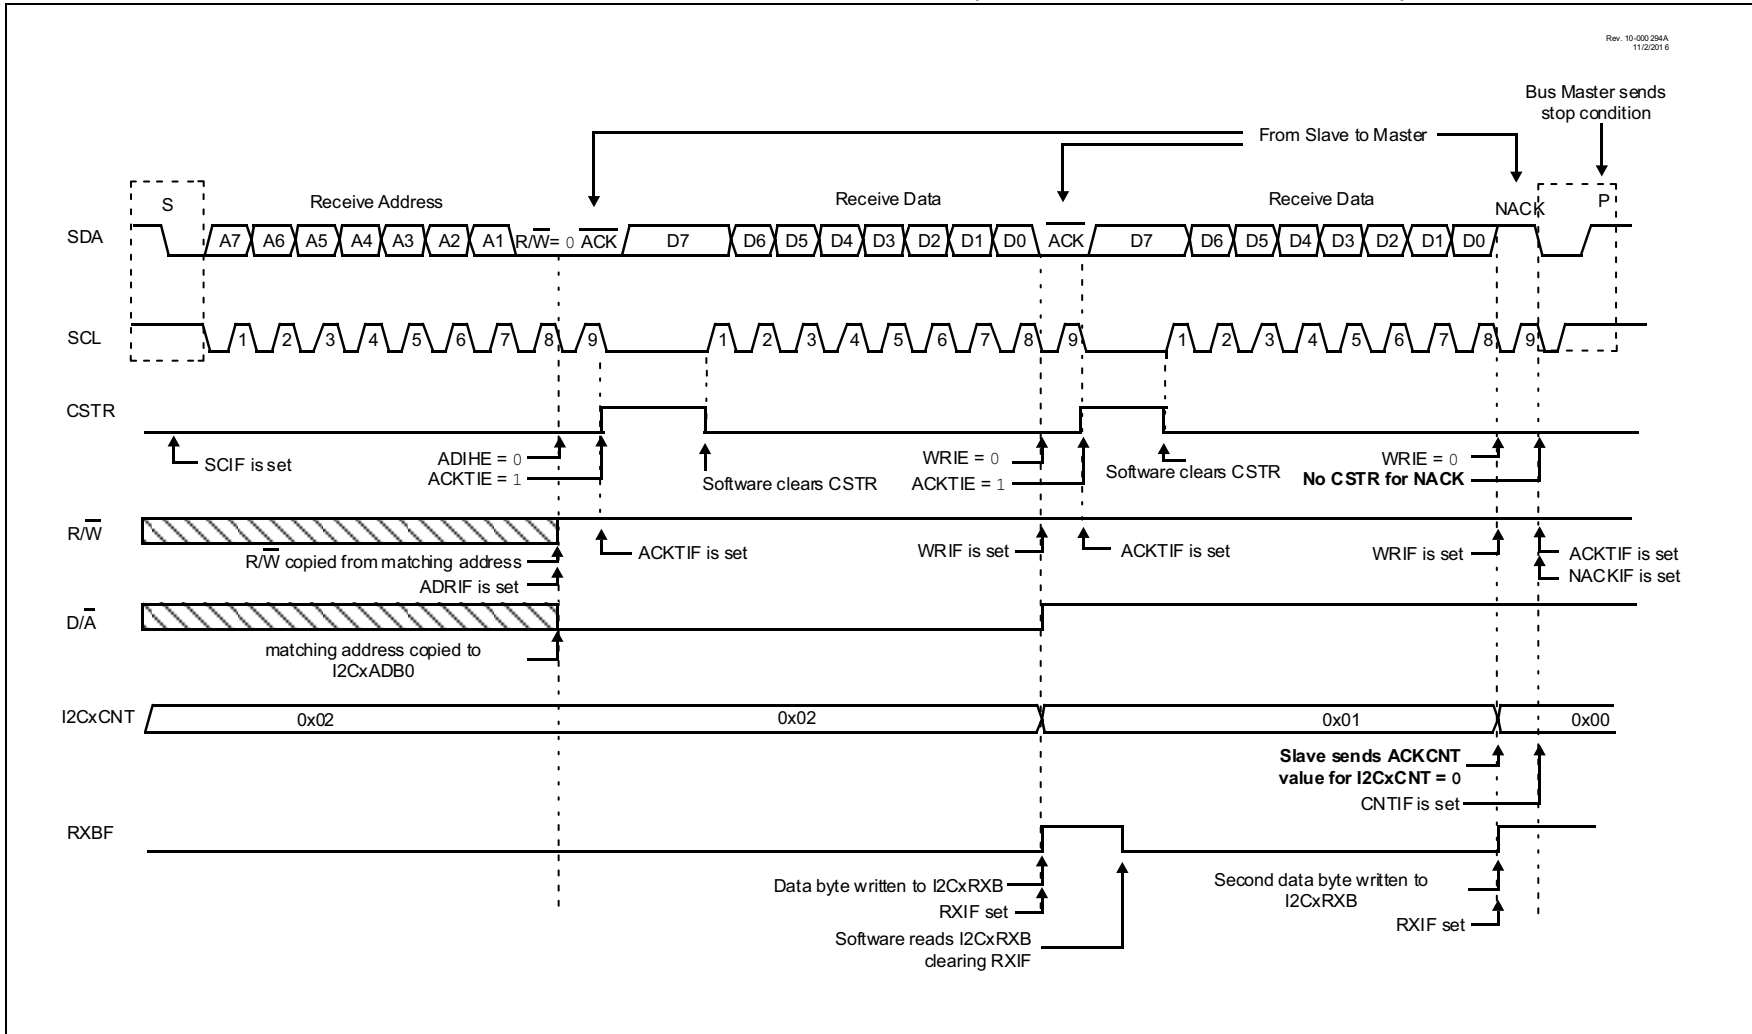 Rev. 10-000 294A
11/2/2016
Bus Master sends
stop condition
From Slave to Master
S
Receive Address
Receive Data
Receive Data
NACK
P
SDA
A7 A6 A5 A4 A3 A2 A1 R/W= 0 ACK D7 D6 D5 D4 D3 D2 D1 D0 ACK D7 D6 D5 D4 D3 D2 D1 D0
SCL
1 2 3 4 5 6 7 8 9 1 2 3 4 5 6 7 8 9 1 2 3 4 5 6 7 8 9
CSTR
SCIF is set
ADIHE = 0
ACKTIE = 1
Software clears CSTR
WRIE = 0
ACKTIE = 1
Software clears CSTR
WRIE = 0
No CSTR for NACK
R/W
R/W copied from matching address
ADRIF is set
ACKTIF is set
WRIF is set
ACKTIF is set
WRIF is set
ACKTIF is set
NACKIF is set
D/A
matching address copied to
I2CxADB0
I2CxCNT
0x02
0x02
0x01
0x00
Slave sends ACKCNT
value for I2CxCNT = 0
CNTIF is set
RXBF
Data byte written to I2CxRXB
RXIF set
Software reads I2CxRXB
clearing RXIF
Second data byte written to
I2CxRXB
RXIF set